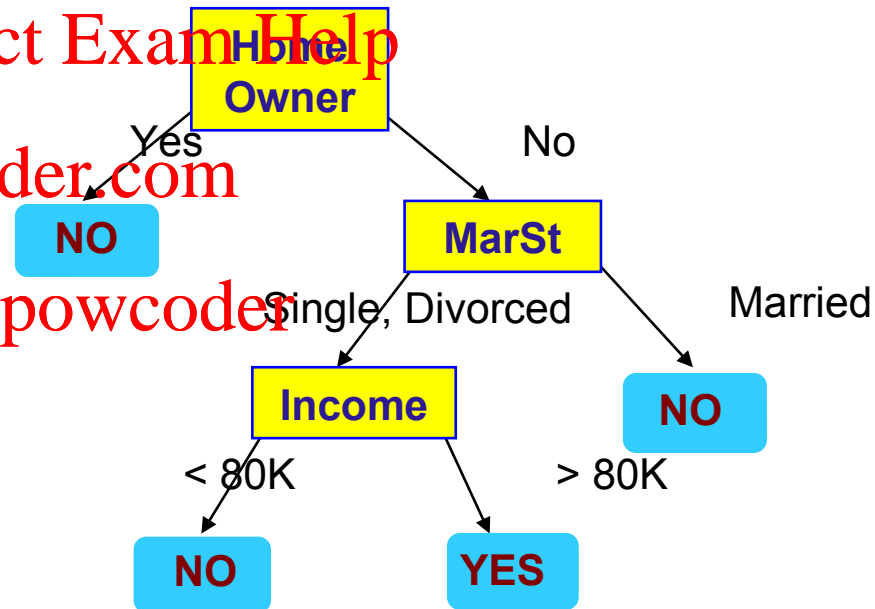 ct Exam Help
Home
Owner
Yes
No
der.com
NO
MarSt
powcoder
Single, Divorced
Married
Income
NO
< 80K
> 80K
NO
YES